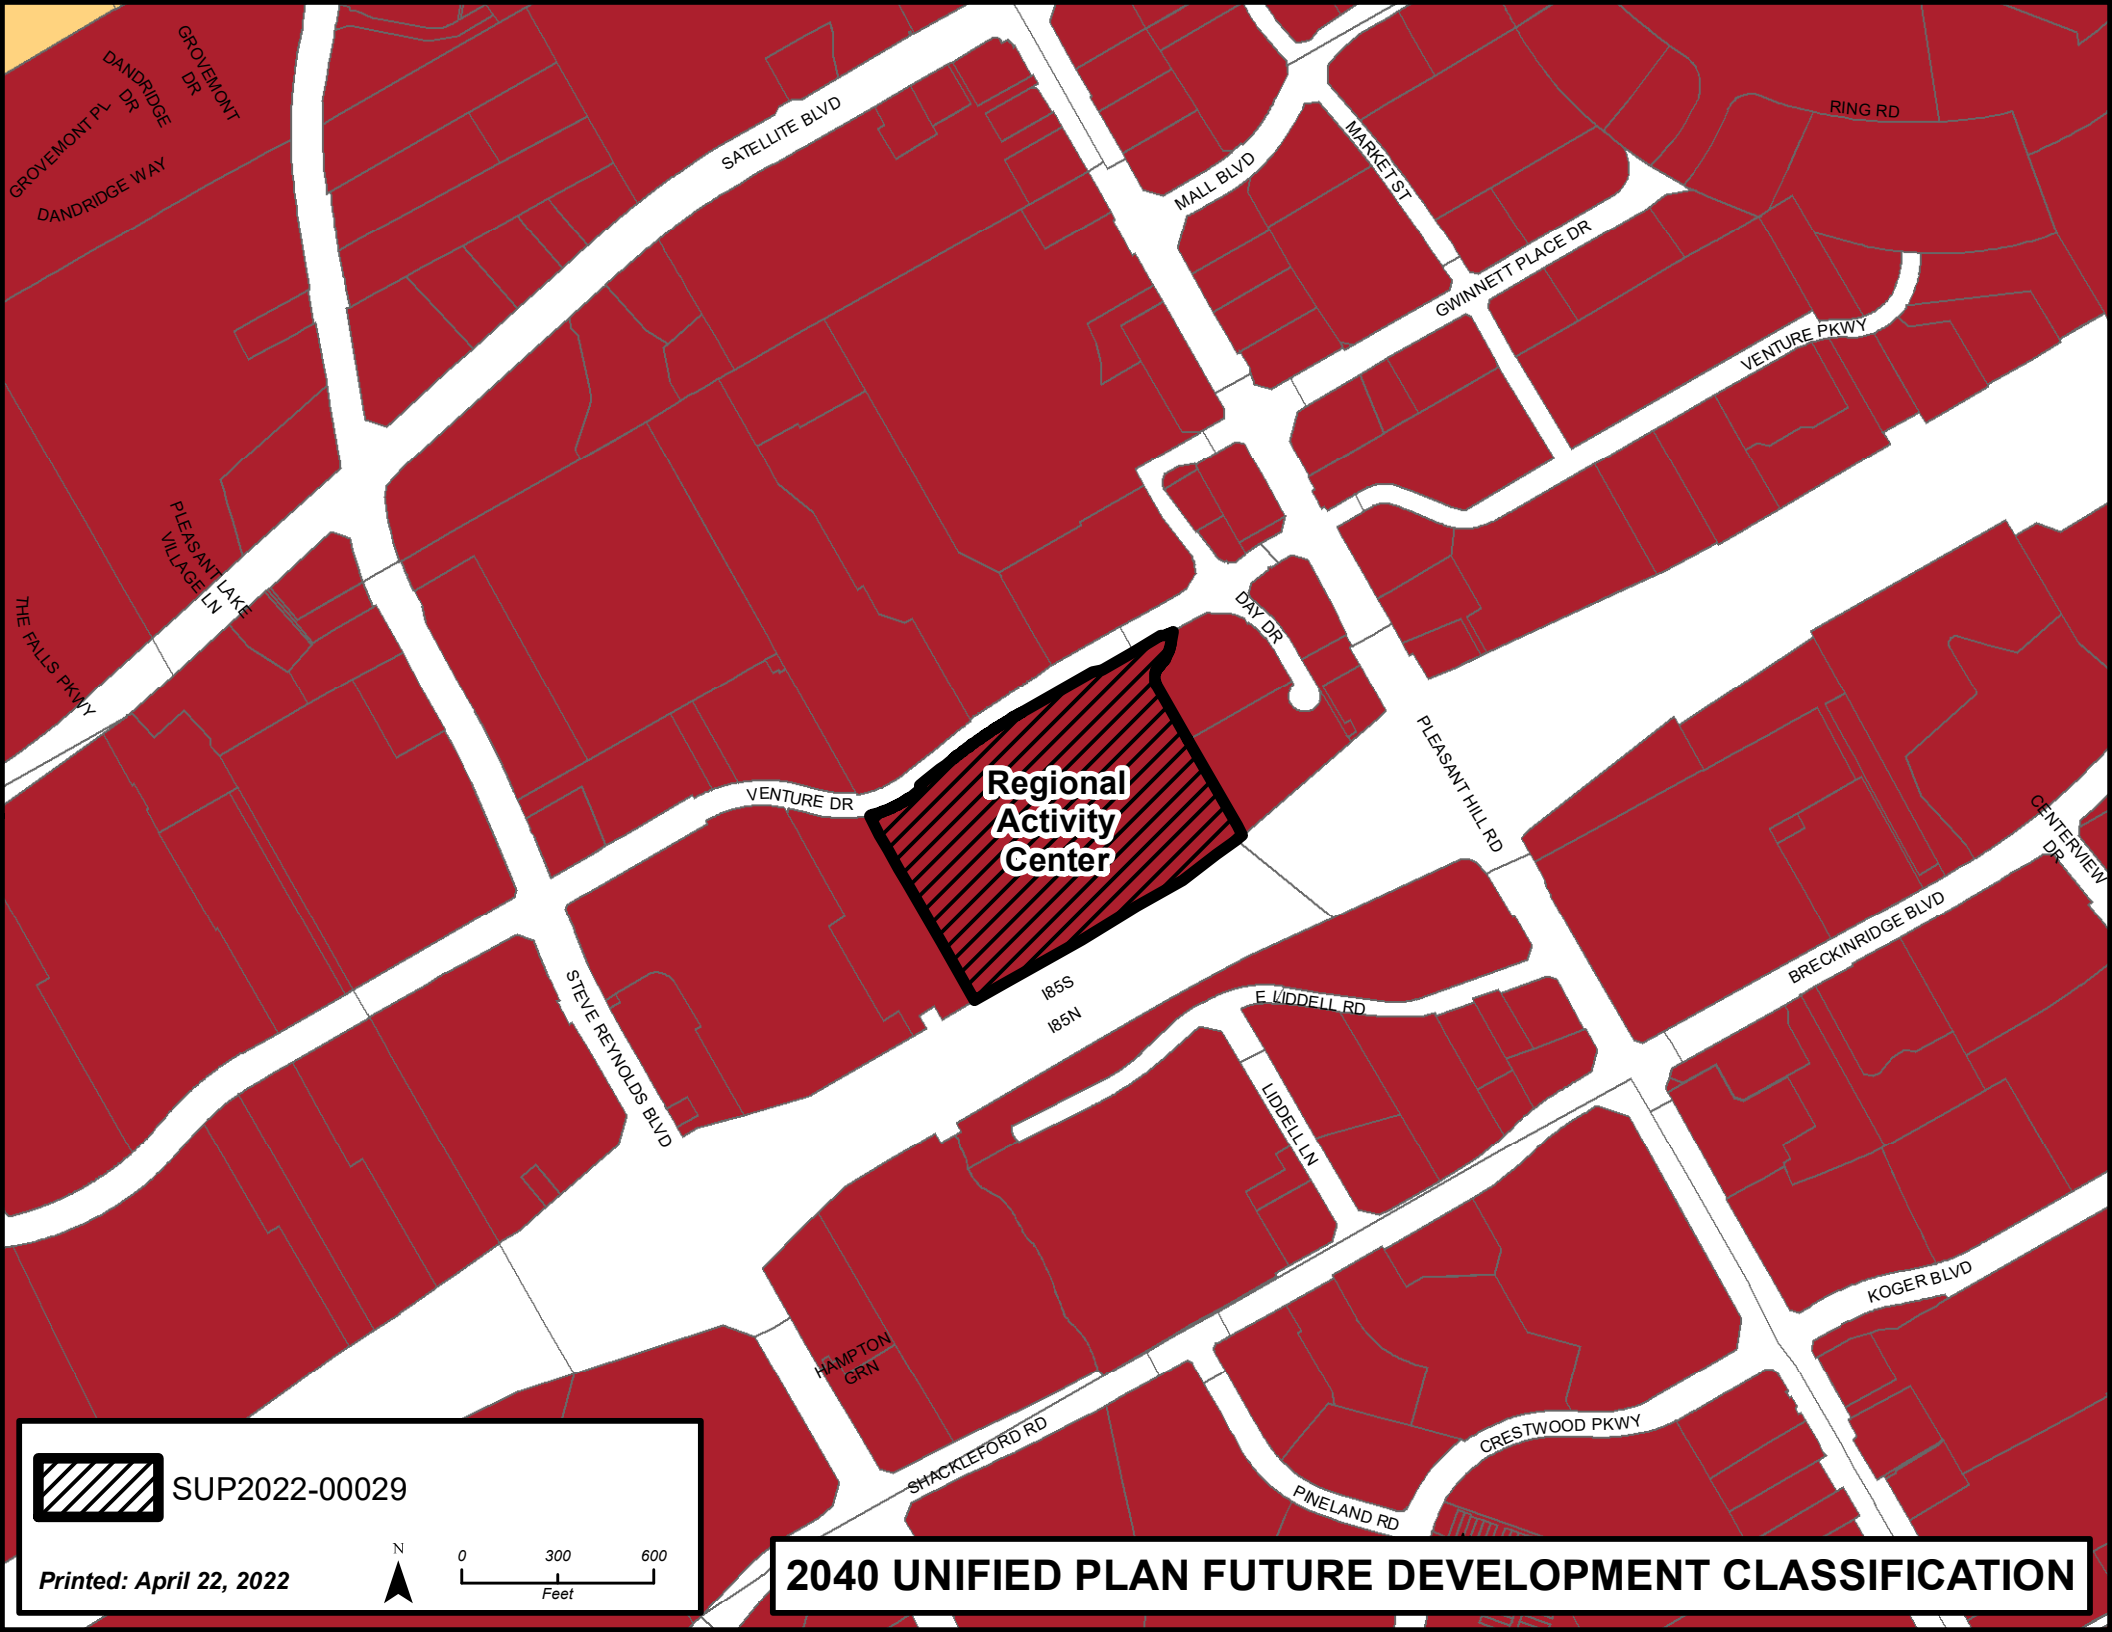 GROVEMONT
DR
DANDRIDGE
DR
GROVEMONT PL
DANDRIDGE WAY
SATELLITE BLVD
RING RD
MARKET ST
MALL BLVD
GWINNETT PLACE DR
VENTURE PKWY
PLEASANT LAKE
VILLAGE LN
THE FALLS PKWY
DAY DR
PLEASANT HILL RD
VENTURE DR
Regional
Activity
Center
CENTERVIEW
DR
BRECKINRIDGE BLVD
STEVE REYNOLDS BLVD
I85S
I85N
E LIDDELL RD
LIDDELL LN
KOGER BLVD
HAMPTON
GRN
SHACKLEFORD RD
CRESTWOOD PKWY
PINELAND RD
SUP2022-00029
Printed: April 22, 2022
N
0 300 600
Feet
2040 UNIFIED PLAN FUTURE DEVELOPMENT CLASSIFICATION